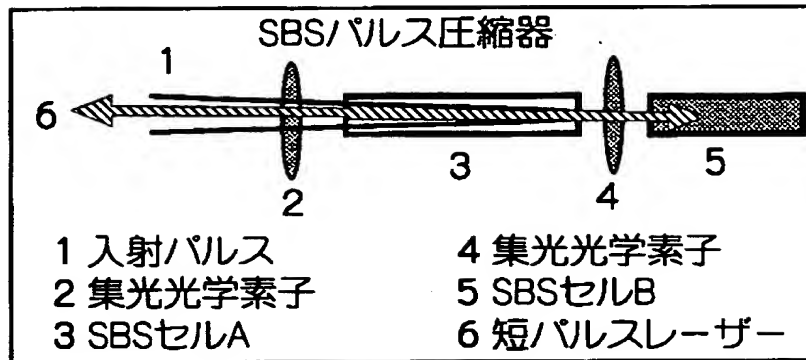 SBSパルス圧縮器
1
6
3
5
2
4
1 入射パルス
4 集光光学素子
2 集光光学素子
5 SBSセルB
3 SBSセルA
6 短パルスレーザー